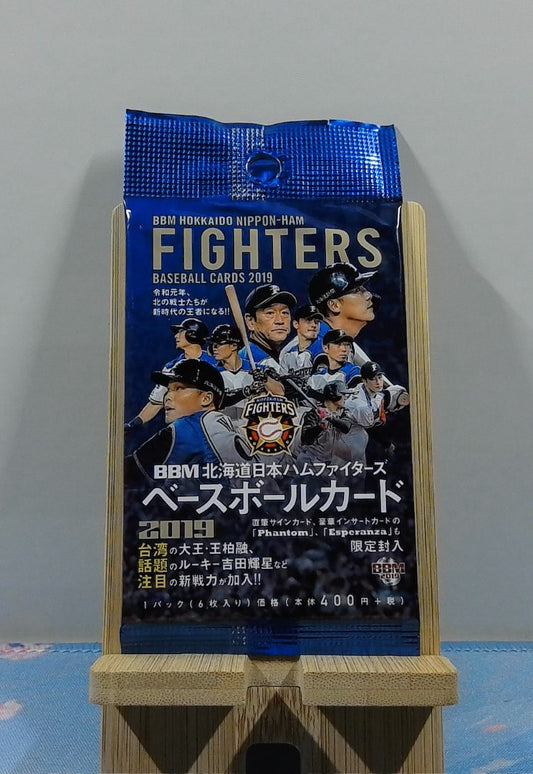 BBM HOKKAIDO NIPPON-HAM
FIGHTERS
BASEBALL CARDS 2019
令和元年、
北の戦士たちが
新時代の王者になる!!
FIGHTERS
BBM 北海道日本ハムファイターズ
ベースボールカード
2019
直筆サインカード、豪華インサートカードの
「Phantom」、「Esperanza」も
限定封入
台湾の大王・王柏融、
話題のルーキー吉田輝星など
注目の新戦力が加入!!
BBM
2019
1パック(6枚入り)価格(本体400円+税)